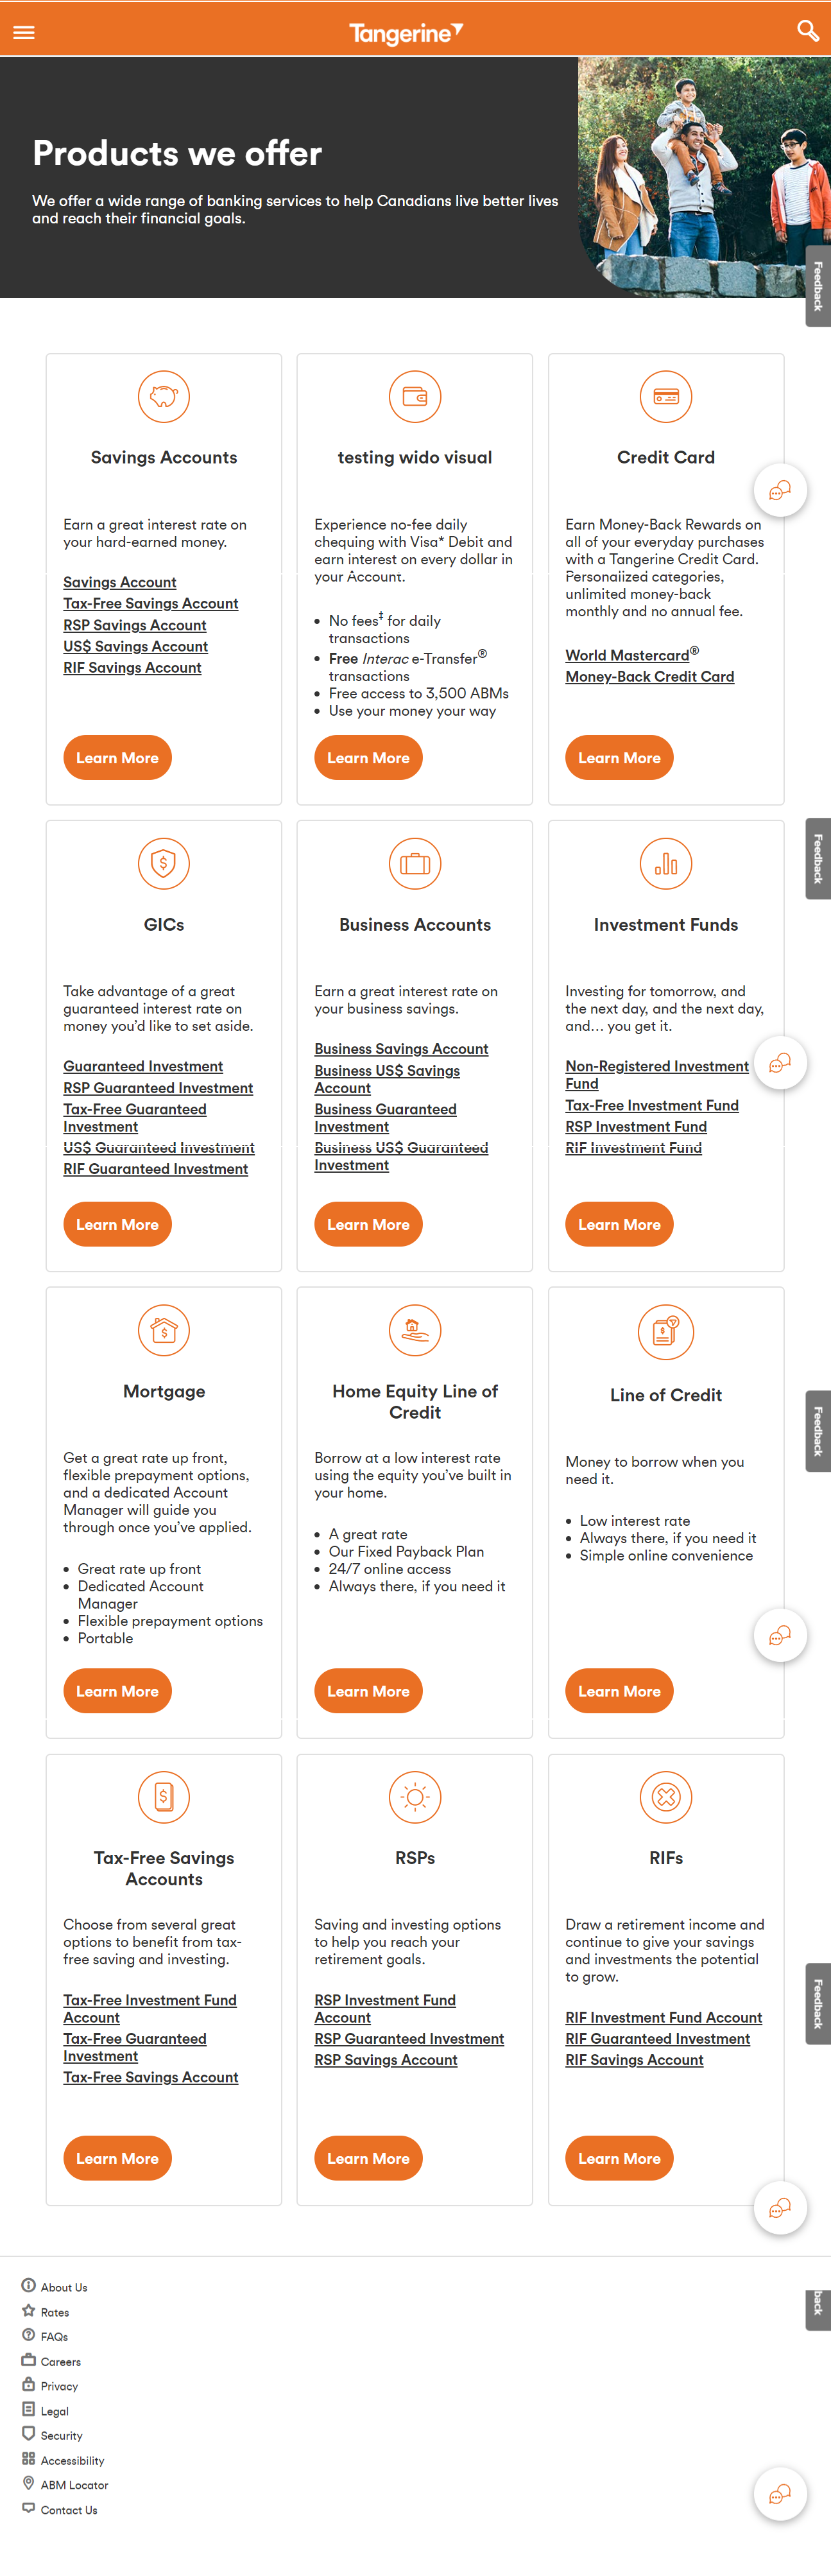 Tangerine
Products we offer
We offer a wide range of banking services to help Canadians live better lives
and reach their financial goals.
Feedback
Savings Accounts
Earn a great interest rate on
your hard-earned money.
Savings Account
Tax-Free Savings Account
RSP Savings Account
US$ Savings Account
RIF Savings Account
Learn More
testing wido visual
Experience no-fee daily
chequing with Visa* Debit and
earn interest on every dollar in
your Account.
• No fees‡ for daily
transactions
• Free Interac e-Transfer®
transactions
• Free access to 3,500 ABMs
• Use your money your way
Learn More
Credit Card
Earn Money-Back Rewards on
all of your everyday purchases
with a Tangerine Credit Card.
Personalized categories,
unlimited money-back
monthly and no annual fee.
World Mastercard®
Money-Back Credit Card
Learn More
Feedback
GICs
Take advantage of a great
guaranteed interest rate on
money you’d like to set aside.
Guaranteed Investment
RSP Guaranteed Investment
Tax-Free Guaranteed
Investment
US$ Guaranteed Investment
RIF Guaranteed Investment
Learn More
Business Accounts
Earn a great interest rate on
your business savings.
Business Savings Account
Business US$ Savings
Account
Business Guaranteed
Investment
Business US$ Guaranteed
Investment
Learn More
Investment Funds
Investing for tomorrow, and
the next day, and the next day,
and... you get it.
Non-Registered Investment
Fund
Tax-Free Investment Fund
RSP Investment Fund
RIF Investment Fund
Learn More
Mortgage
Get a great rate up front,
flexible prepayment options,
and a dedicated Account
Manager will guide you
through once you’ve applied.
• Great rate up front
• Dedicated Account
Manager
• Flexible prepayment options
• Portable
Learn More
Home Equity Line of
Credit
Borrow at a low interest rate
using the equity you’ve built in
your home.
• A great rate
• Our Fixed Payback Plan
• 24/7 online access
• Always there, if you need it
Learn More
Line of Credit
Money to borrow when you
need it.
• Low interest rate
• Always there, if you need it
• Simple online convenience
Learn More
Feedback
Tax-Free Savings
Accounts
Choose from several great
options to benefit from tax-
free saving and investing.
Tax-Free Investment Fund
Account
Tax-Free Guaranteed
Investment
Tax-Free Savings Account
Learn More
RSPs
Saving and investing options
to help you reach your
retirement goals.
RSP Investment Fund
Account
RSP Guaranteed Investment
RSP Savings Account
Learn More
RIFs
Draw a retirement income and
continue to give your savings
and investments the potential
to grow.
RIF Investment Fund Account
RIF Guaranteed Investment
RIF Savings Account
Learn More
Feedback
About Us
Rates
FAQs
Careers
Privacy
Legal
Security
Accessibility
ABM Locator
Contact Us
back